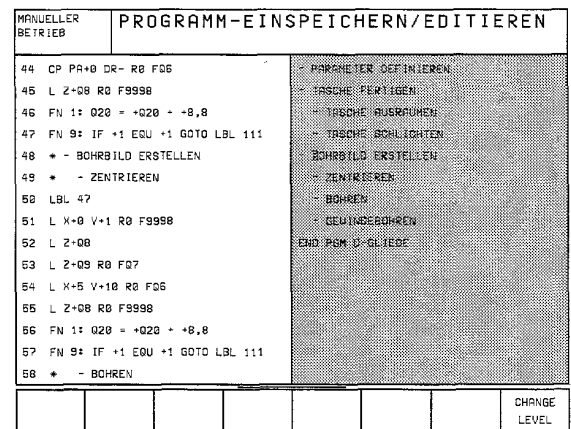 MANUELLER
BETRIEB
PROGRAMM-EINSPEICHERN/EDITIEREN
44 CP PA+0 DR- R0 FQ6
45 L Z+Q8 R0 F9998
46 FN 1: Q20 = +Q20 + +8,8
47 FN 9: IF +1 EQU +1 GOTO LBL 111
48 * - BOHRBILD ERSTELLEN
49 * - ZENTRIEREN
50 LBL 47
51 L X+0 V+1 R0 F9998
52 L Z+Q8
53 L Z+Q9 R0 FQ7
54 L X+5 V+10 R0 FQ6
55 L Z+Q8 R0 F9998
56 FN 1: Q20 = +Q20 + +8,8
57 FN 9: IF +1 EQU +1 GOTO LBL 111
58 * - BOHREN
- PARAMETER DEFINIEREN
- TASCHE FERTIGEN
- TASCHE AUSRAUMEN
- TASCHE SCHLICHTEN
- BOHRBILD ERSTELLEN
- ZENTRIEREN
- BOHREN
- GEWINDEBOHREN
END PGM U-GLIEDE
CHANGE
LEVEL